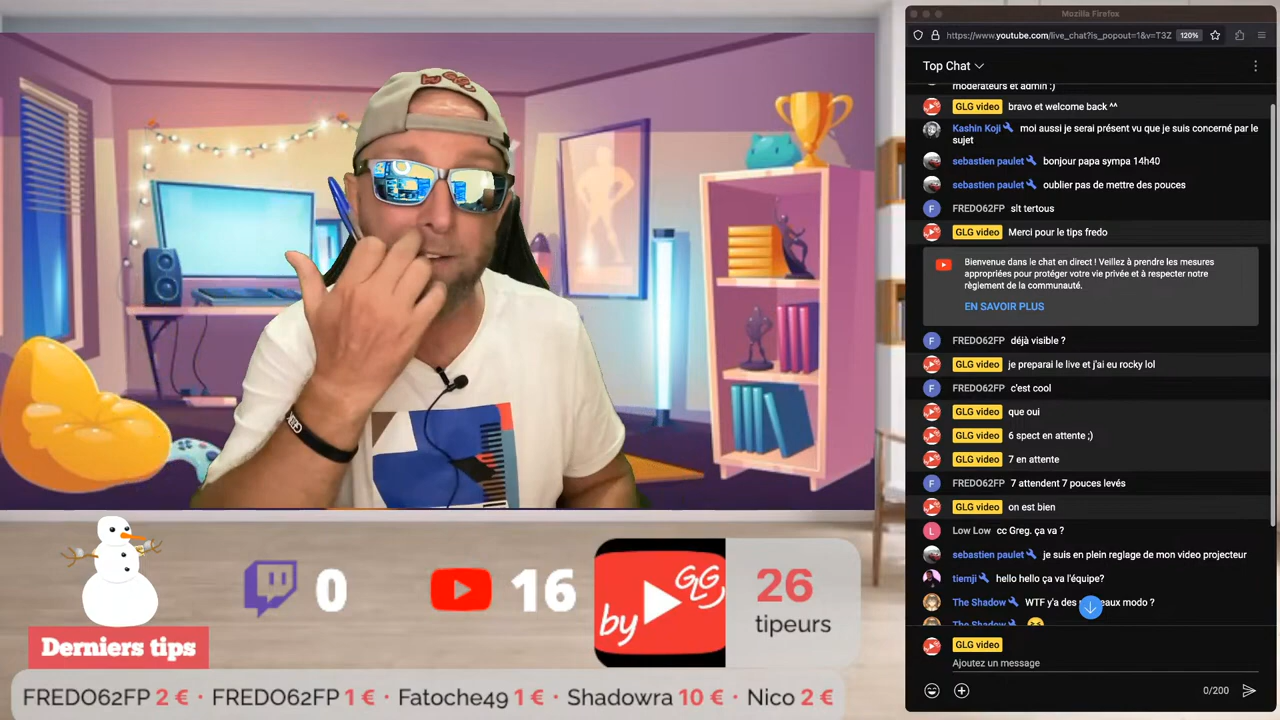 Mozilla Firefox
https://www.youtube.com/live_chat?is_popout=1&v=T3Z
120%
Top Chat
moderateurs et admin :)
GLG video bravo et welcome back ^^
Kashin Koji moi aussi je serai présent vu que je suis concerné par le
sujet
sebastien paulet bonjour papa sympa 14h40
sebastien paulet oublier pas de mettre des pouces
FREDO62FP slt tertous
GLG video Merci pour le tips fredo
Bienvenue dans le chat en direct ! Veillez à prendre les mesures
appropriées pour protéger votre vie privée et à respecter notre
règlement de la communauté.
EN SAVOIR PLUS
FREDO62FP déjà visible ?
GLG video je preparai le live et j'ai eu rocky lol
FREDO62FP c'est cool
GLG video que oui
GLG video 6 spect en attente ;)
GLG video 7 en attente
FREDO62FP 7 attendent 7 pouces levés
GLG video on est bien
Low Low cc Greg. ça va ?
sebastien paulet je suis en plein reglage de mon video projecteur
tiemji hello hello ça va l'équipe?
The Shadow WTF y'a des modo ?
The Shadow
GLG video
Ajoutez un message
0/200
0
16
by GLG
26
tipeurs
Derniers tips
FREDO62FP 2 € · FREDO62FP 1 € · Fatoche49 1 € · Shadowra 10 € · Nico 2 €